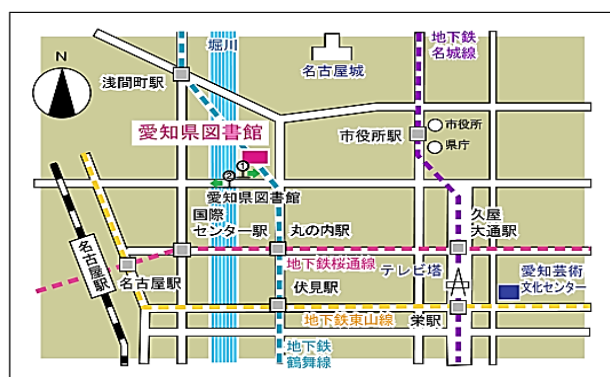 N
堀川
地下鉄
名城線
浅間町駅
名古屋城
愛知県図書館
市役所駅
市役所
県庁
①
②
愛知県図書館
国際
センター駅
丸の内駅
久屋
大通駅
名古屋駅
名古屋駅
地下鉄桜通線
テレビ塔
愛知芸術
文化センター
伏見駅
地下鉄東山線
栄駅
地下鉄
鶴舞線